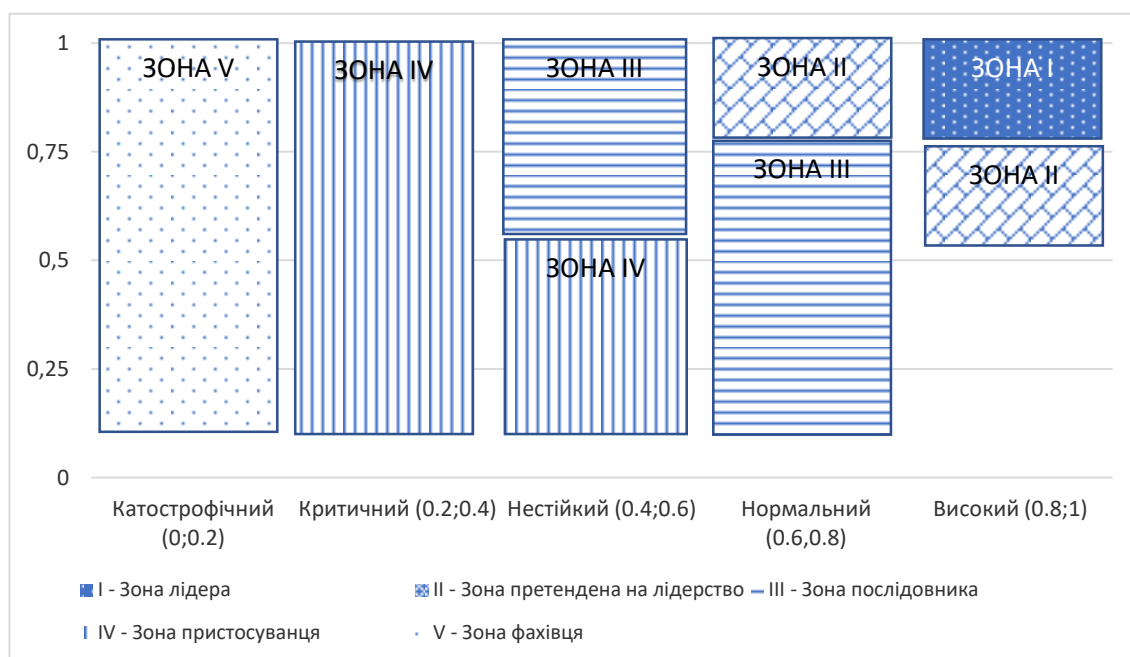 1
0,75
0,5
0,25
0
ЗОНА V
ЗОНА IV
ЗОНА III
ЗОНА II
ЗОНА I
ЗОНА III
ЗОНА II
ЗОНА IV
Катострофічний
(0;0.2)
Критичний (0.2;0.4)
Нестійкий (0.4;0.6)
Нормальний
(0.6,0.8)
Високий (0.8;1)
I - Зона лідера
II - Зона претендена на лідерство
III - Зона послідовника
IV - Зона пристосуванця
V - Зона фахівця